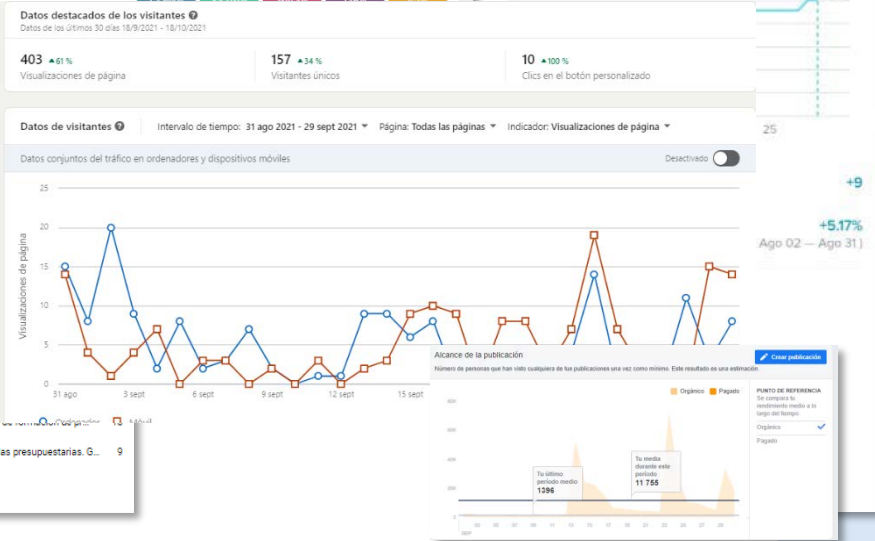 Datos destacados de los visitantes
Datos de los últimos 30 días 18/9/2021 - 18/10/2021
403 ▲61 %
Visualizaciones de página
157 ▲34 %
Visitantes únicos
10 ▲100 %
Clics en el botón personalizado
Datos de visitantes
Intervalo de tiempo: 31 ago 2021 - 29 sept 2021
Página: Todas las páginas
Indicador: Visualizaciones de página
Datos conjuntos del tráfico en ordenadores y dispositivos móviles
Desactivado
Visualizaciones de página
25
20
15
10
5
0
31 ago
3 sept
6 sept
9 sept
12 sept
15 sept
Ordenador
Móvil
as presupuestarias. G...
9
25
+9
+5.17%
Ago 02 — Ago 31)
Alcance de la publicación
Crear publicación
Número de personas que han visto cualquiera de tus publicaciones una vez como mínimo. Este resultado es una estimación.
Orgánico
Pagado
PUNTO DE REFERENCIA
Se compara tu
rendimiento medio a lo
largo del tiempo.
Orgánico
Pagado
Tu último
periodo medio
1396
Tu media
durante este
periodo
11 755
SEP